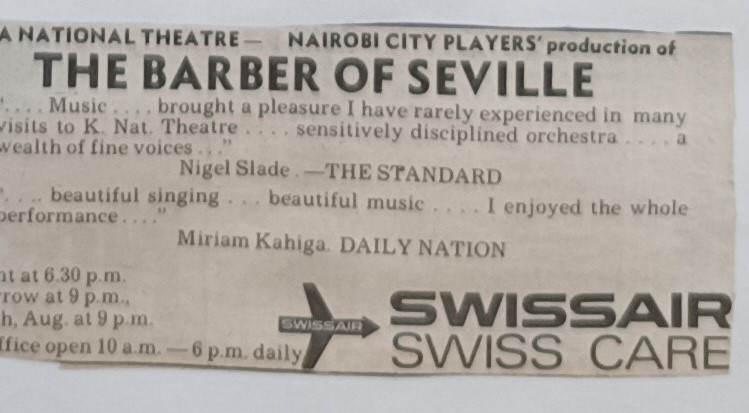 A NATIONAL THEATRE — NAIROBI CITY PLAYERS' production of
THE BARBER OF SEVILLE
". . . . Music . . . . brought a pleasure I have rarely experienced in many
visits to K. Nat. Theatre . . . . sensitively disciplined orchestra . . . . a
wealth of fine voices . . ."
Nigel Slade . —THE STANDARD
". . . . beautiful singing . . . beautiful music . . . . I enjoyed the whole
performance . . . ."
Miriam Kahiga. DAILY NATION
nt at 6.30 p.m.
row at 9 p.m.,
h, Aug. at 9 p.m.
ffice open 10 a.m. — 6 p.m. daily
SWISSAIR
SWISSAIR
SWISS CARE